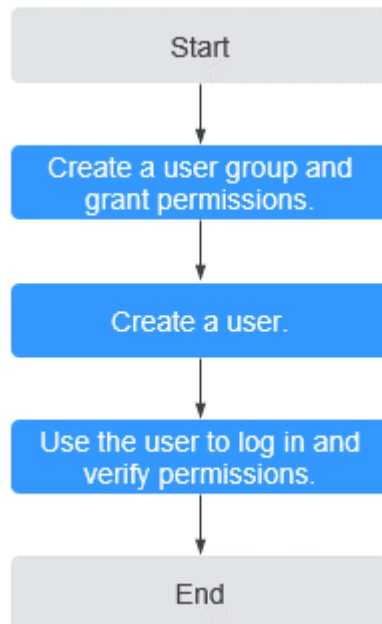 Start
Create a user group and
grant permissions.
Create a user.
Use the user to log in and
verify permissions.
End